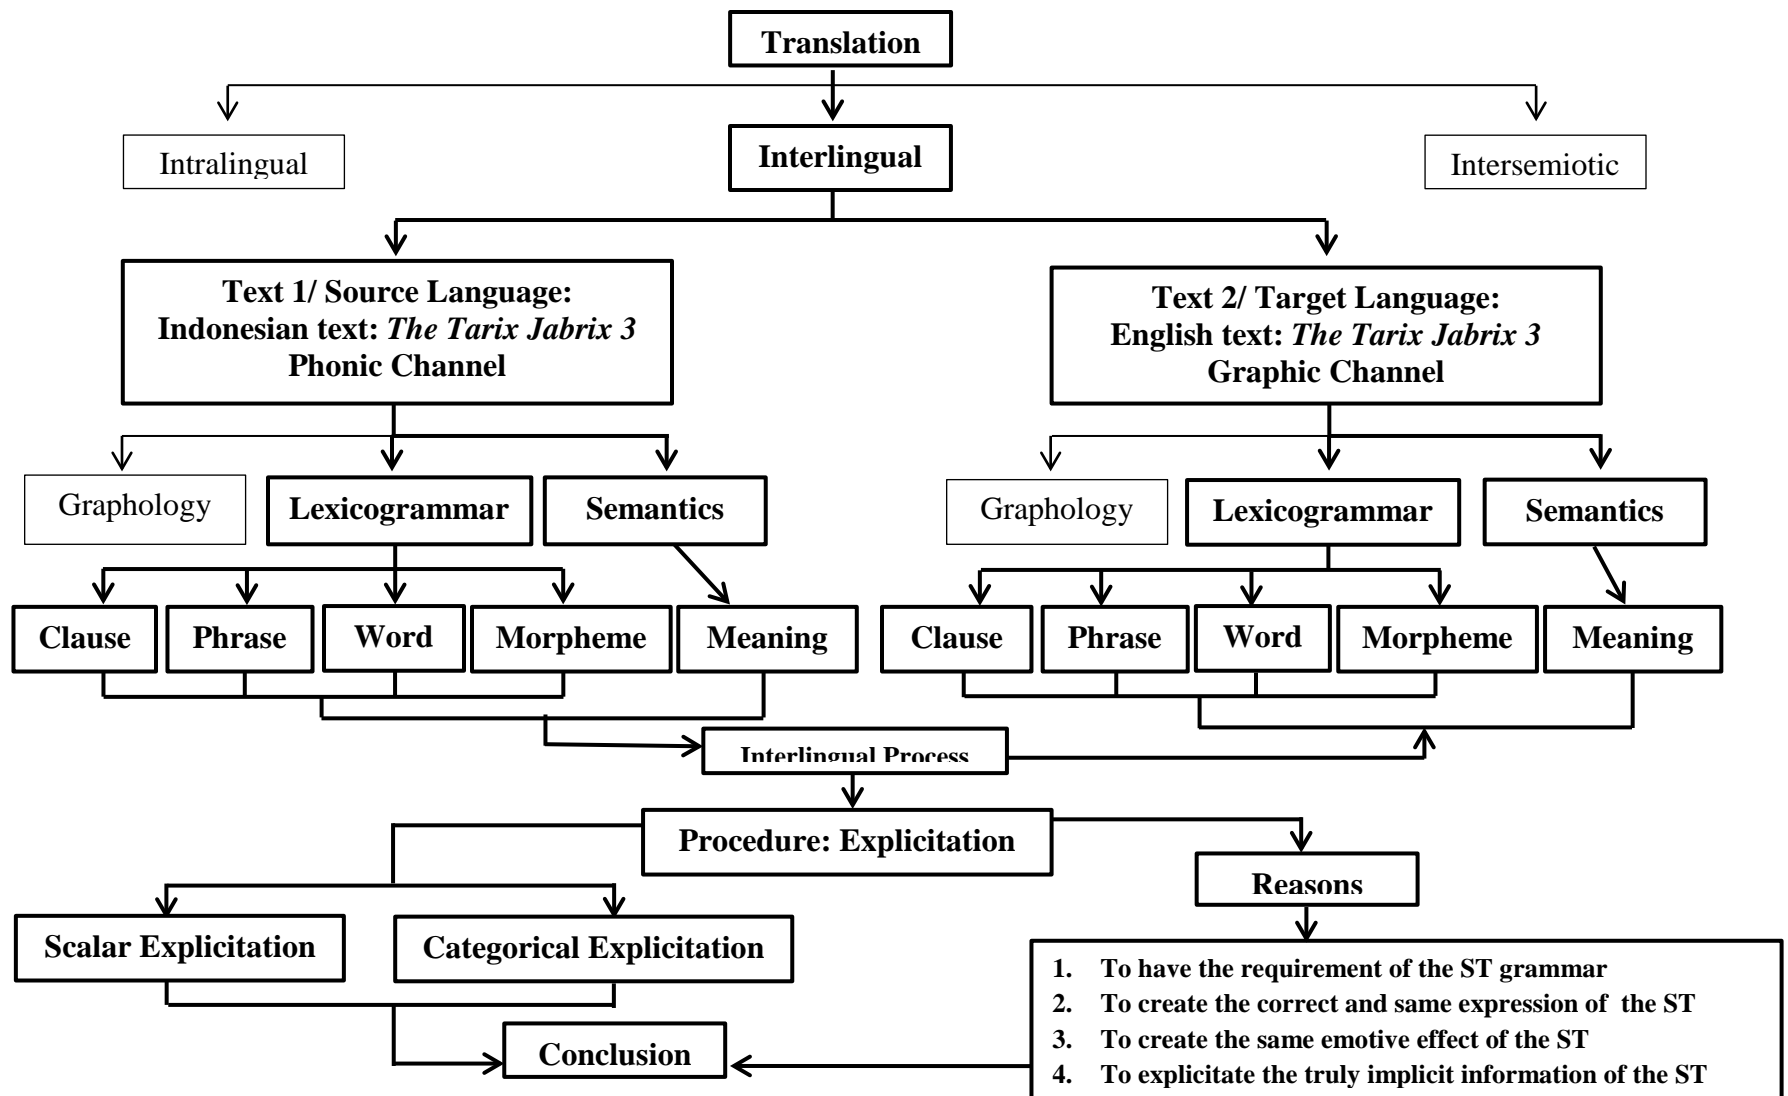 Translation
Intralingual
Interlingual
Intersemiotic
Text 1/ Source Language:
Indonesian text: The Tarix Jabrix 3
Phonic Channel
Text 2/ Target Language:
English text: The Tarix Jabrix 3
Graphic Channel
Graphology
Lexicogrammar
Semantics
Graphology
Lexicogrammar
Semantics
Clause
Phrase
Word
Morpheme
Meaning
Clause
Phrase
Word
Morpheme
Meaning
Interlingual Process
Procedure: Explicitation
Reasons
Scalar Explicitation
Categorical Explicitation
1. To have the requirement of the ST grammar
2. To create the correct and same expression of the ST
3. To create the same emotive effect of the ST
4. To explicitate the truly implicit information of the ST
Conclusion